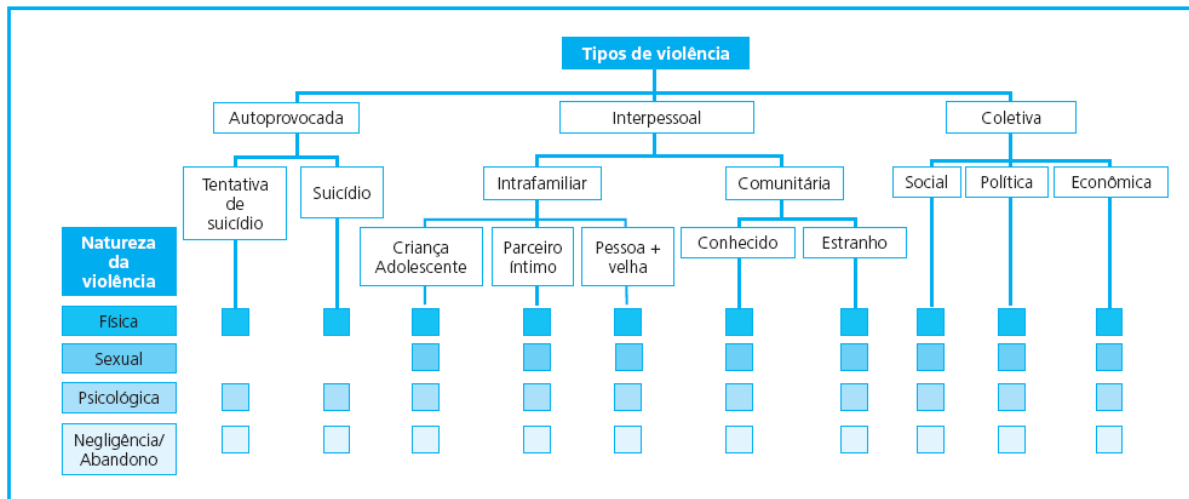 Tipos de violência
Autoprovocada
Interpessoal
Coletiva
Tentativa
de
suicídio
Suicídio
Intrafamiliar
Comunitária
Social
Política
Econômica
Natureza
da
violência
Criança
Adolescente
Parceiro
íntimo
Pessoa +
velha
Conhecido
Estranho
Física
Sexual
Psicológica
Negligência/
Abandono